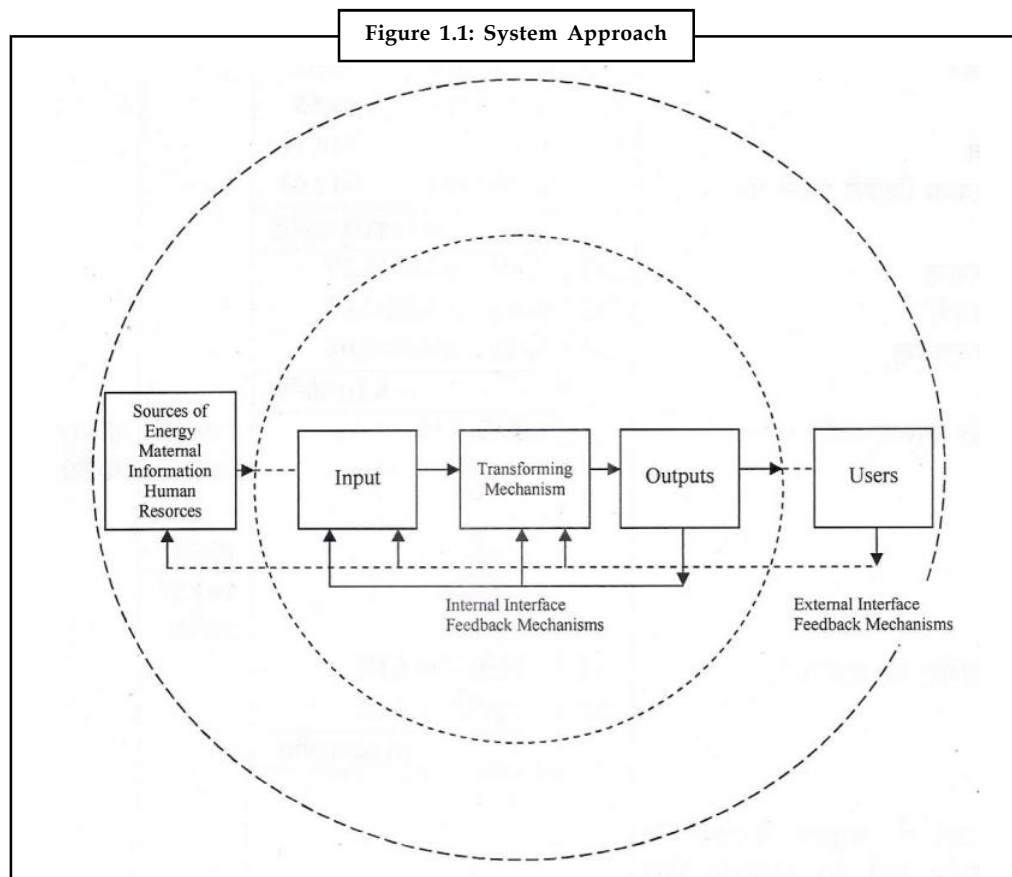 Figure 1.1: System Approach
Sources of
Energy
Maternal
Information
Human
Resorces
Input
Transforming
Mechanism
Outputs
Users
Internal Interface
Feedback Mechanisms
External Interface
Feedback Mechanisms